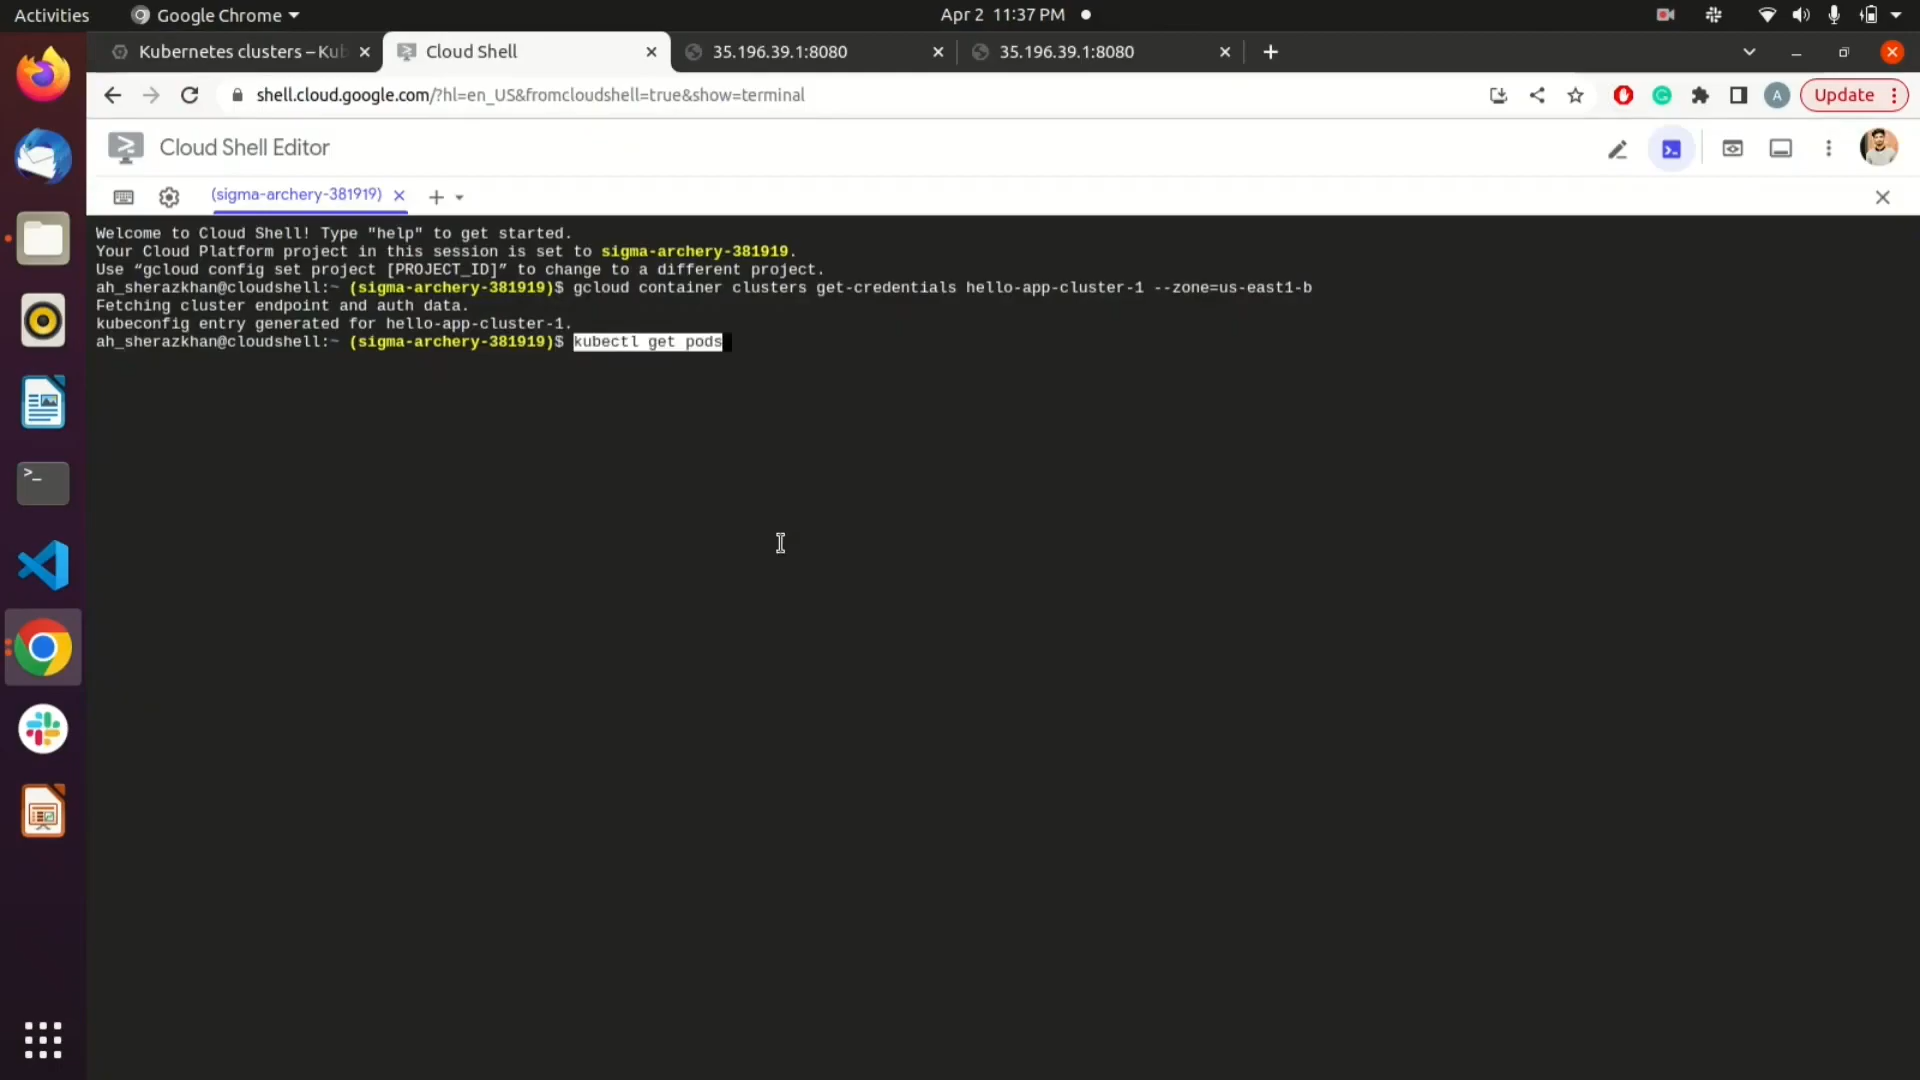 Activities
Google Chrome
Apr 2 11:37 PM
Kubernetes clusters – Kub
Cloud Shell
35.196.39.1:8080
35.196.39.1:8080
shell.cloud.google.com/?hl=en_US&fromcloudshell=true&show=terminal
A
Update
Cloud Shell Editor
(sigma-archery-381919)
Welcome to Cloud Shell! Type "help" to get started.
Your Cloud Platform project in this session is set to sigma-archery-381919.
Use “gcloud config set project [PROJECT_ID]” to change to a different project.
ah_sherazkhan@cloudshell:~ (sigma-archery-381919)$ gcloud container clusters get-credentials hello-app-cluster-1 --zone=us-east1-b
Fetching cluster endpoint and auth data.
kubeconfig entry generated for hello-app-cluster-1.
ah_sherazkhan@cloudshell:~ (sigma-archery-381919)$ kubectl get pods